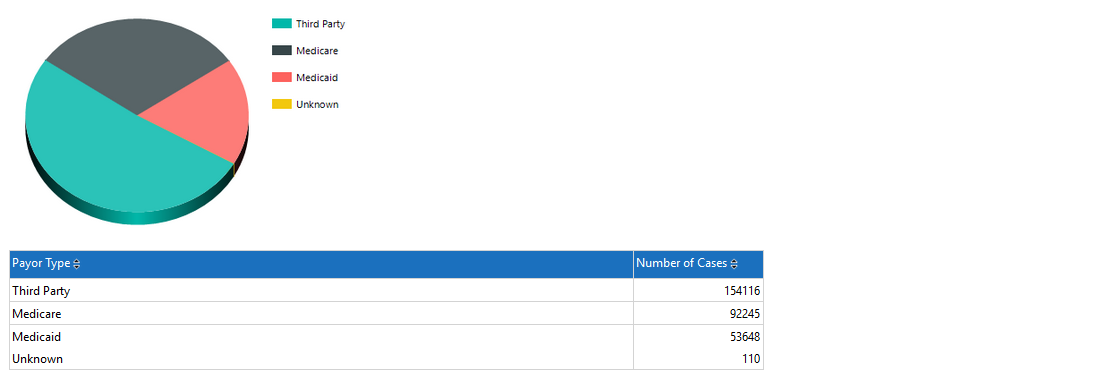 Third Party
Medicare
Medicaid
Unknown
Payor Type Number of Cases
Third Party 154116
Medicare 92245
Medicaid 53648
Unknown 110